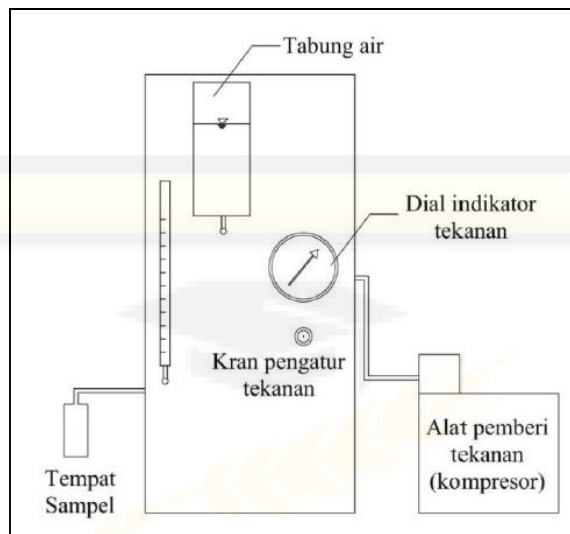 Tabung air
Dial indikator
tekanan
Kran pengatur
tekanan
Alat pemberi
tekanan
(kompresor)
Tempat
Sampel